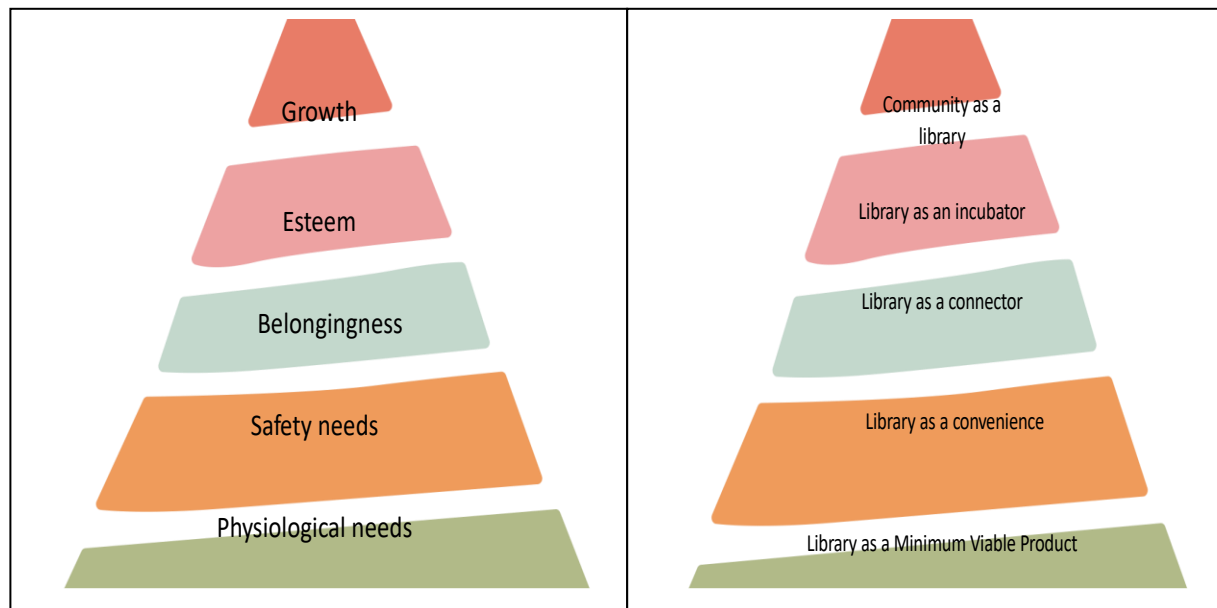 Growth
Esteem
Belongingness
Safety needs
Physiological needs
Community as a
library
Library as an incubator
Library as a connector
Library as a convenience
Library as a Minimum Viable Product